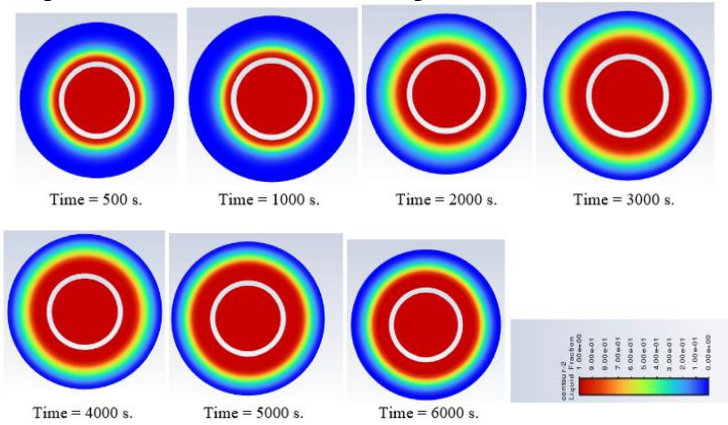 Time = 500 s.
Time = 1000 s.
Time = 2000 s.
Time = 3000 s.
Time = 4000 s.
Time = 5000 s.
Time = 6000 s.
contour-2
Liquid Fraction
1.00e+00
9.00e-01
8.00e-01
7.00e-01
6.00e-01
5.00e-01
4.00e-01
3.00e-01
2.00e-01
1.00e-01
0.00e+00